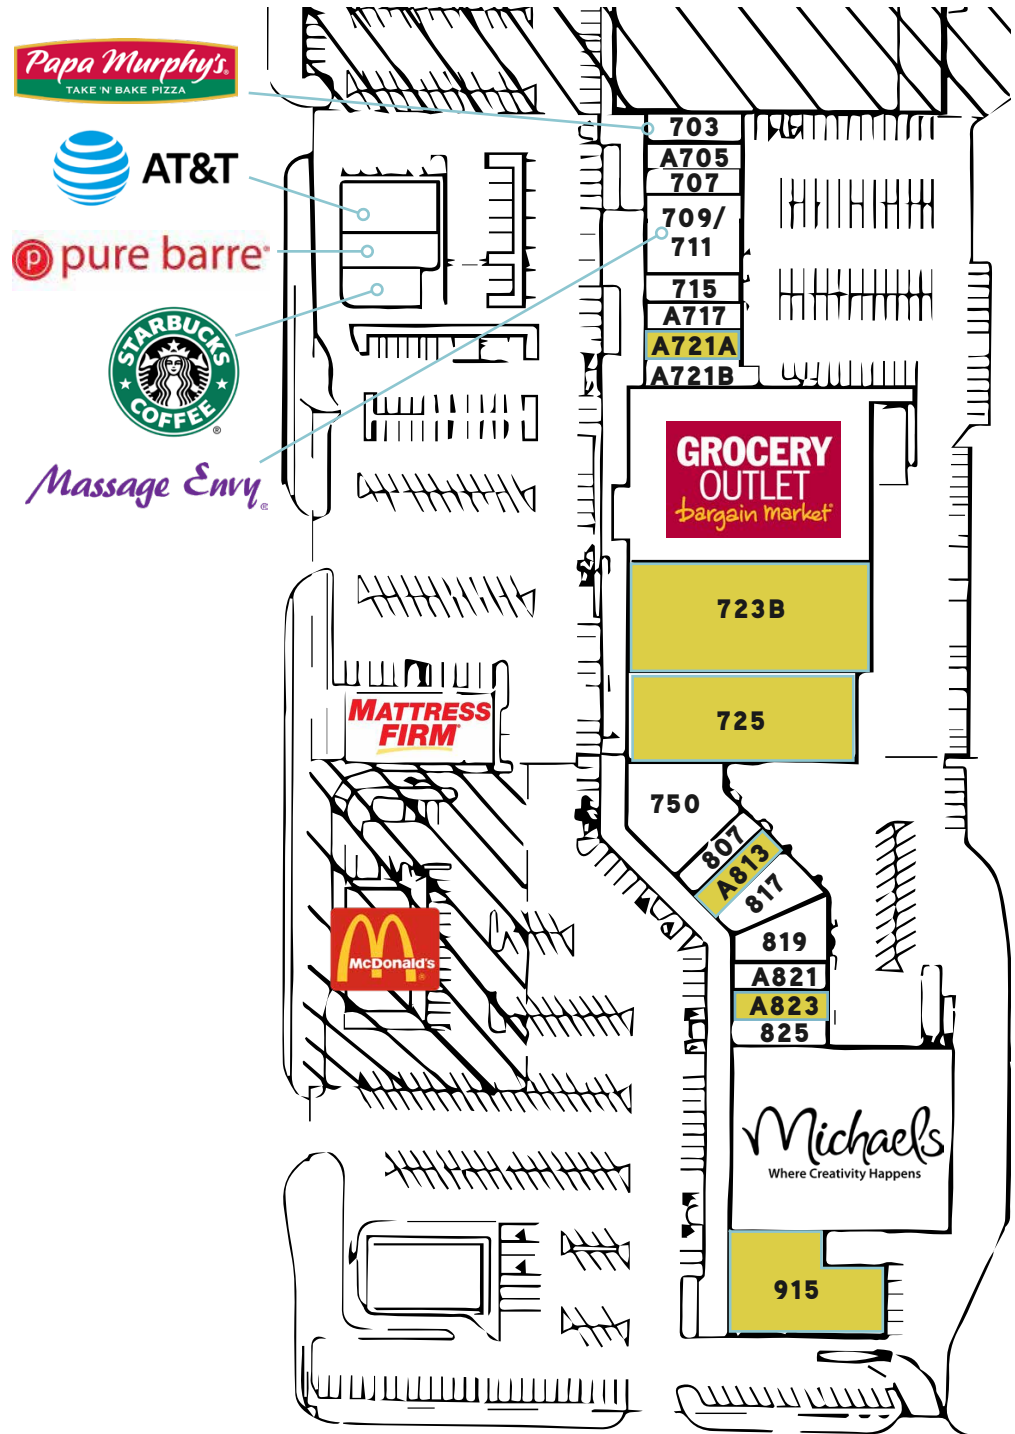 Papa Murphy's®
TAKE 'N' BAKE PIZZA
AT&T
p pure barre®
STARBUCKS
COFFEE ®
Massage Envy®
703
A705
707
709/
711
715
A717
A721A
A721B
GROCERY
OUTLET
bargain market
723B
725
MATTRESS
FIRM
750
807
A813
817
McDonald's®
819
A821
A823
825
Michaels
Where Creativity Happens
915